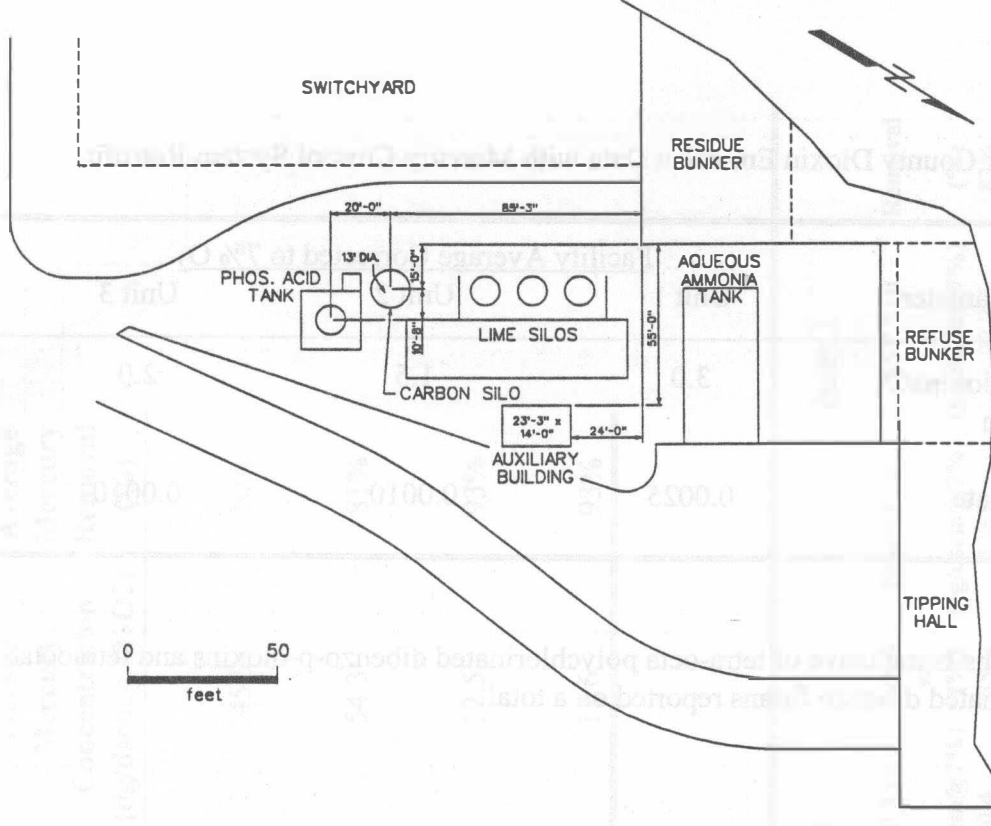 N
SWITCHYARD
RESIDUE
BUNKER
20'-0"
85'-3"
13' DIA.
15'-0"
PHOS. ACID
TANK
AQUEOUS
AMMONIA
TANK
LIME SILOS
10'-8"
55'-0"
REFUSE
BUNKER
CARBON SILO
23'-3" x
14'-0"
24'-0"
AUXILIARY
BUILDING
TIPPING
HALL
0 50
feet